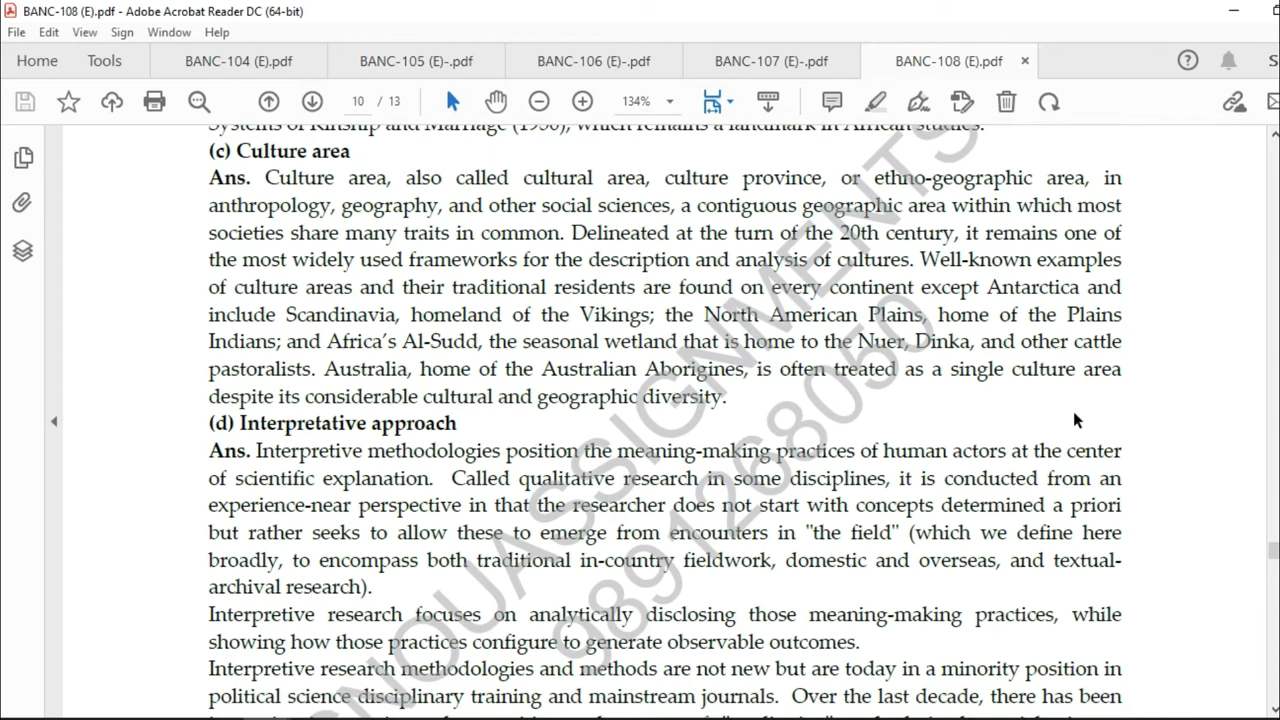 BANC-108 (E).pdf - Adobe Acrobat Reader DC (64-bit)
File Edit View Sign Window Help
Home Tools BANC-104 (E).pdf BANC-105 (E)-.pdf BANC-106 (E)-.pdf BANC-107 (E)-.pdf BANC-108 (E).pdf ×
10 / 13 134%
Systems of Kinship and Marriage (1950), which remains a landmark in African studies.
(c) Culture area
Ans. Culture area, also called cultural area, culture province, or ethno-geographic area, in
anthropology, geography, and other social sciences, a contiguous geographic area within which most
societies share many traits in common. Delineated at the turn of the 20th century, it remains one of
the most widely used frameworks for the description and analysis of cultures. Well-known examples
of culture areas and their traditional residents are found on every continent except Antarctica and
include Scandinavia, homeland of the Vikings; the North American Plains, home of the Plains
Indians; and Africa's Al-Sudd, the seasonal wetland that is home to the Nuer, Dinka, and other cattle
pastoralists. Australia, home of the Australian Aborigines, is often treated as a single culture area
despite its considerable cultural and geographic diversity.
(d) Interpretative approach
Ans. Interpretive methodologies position the meaning-making practices of human actors at the center
of scientific explanation. Called qualitative research in some disciplines, it is conducted from an
experience-near perspective in that the researcher does not start with concepts determined a priori
but rather seeks to allow these to emerge from encounters in "the field" (which we define here
broadly, to encompass both traditional in-country fieldwork, domestic and overseas, and textual-
archival research).
Interpretive research focuses on analytically disclosing those meaning-making practices, while
showing how those practices configure to generate observable outcomes.
Interpretive research methodologies and methods are not new but are today in a minority position in
political science disciplinary training and mainstream journals. Over the last decade, there has been
GNOUASSIGNMENTS
9891268050